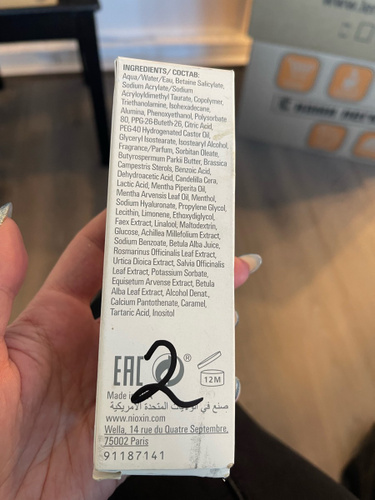 INGREDIENTS/ СОСТАВ:
Aqua/Water/Eau, Betaine Salicylate,
Sodium Acrylate/Sodium
Acryloyldimethyl Taurate, Copolymer,
Triethanolamine, Isohexadecane,
Alumina, Phenoxyethanol, Polysorbate
80, PPG-26-Buteth-26, Citric Acid,
PEG-40 Hydrogenated Castor Oil,
Glyceryl Isostearate, Isostearyl Alcohol,
Fragrance/Parfum, Sorbitan Oleate,
Butyrospermum Parkii Butter, Brassica
Campestris Sterols, Benzoic Acid,
Dehydroacetic Acid, Candelilla Cera,
Lactic Acid, Mentha Piperita Oil,
Mentha Arvensis Leaf Oil, Menthol,
Sodium Hyaluronate, Propylene Glycol,
Lecithin, Limonene, Ethoxydiglycol,
Faex Extract, Linalool, Maltodextrin,
Glucose, Achillea Millefolium Extract,
Sodium Benzoate, Betula Alba Juice,
Rosmarinus Officinalis Leaf Extract,
Urtica Dioica Extract, Salvia Officinalis
Leaf Extract, Potassium Sorbate,
Equisetum Arvense Extract, Betula
Alba Leaf Extract, Alcohol Denat.,
Calcium Pantothenate, Caramel,
Tartaric Acid, Inositol
EAC 2 ® 12M
Made in
صنع في الولايات المتحدة الأمريكية
www.nioxin.com
Wella, 14 rue du Quatre Septembre,
75002 Paris
91187141